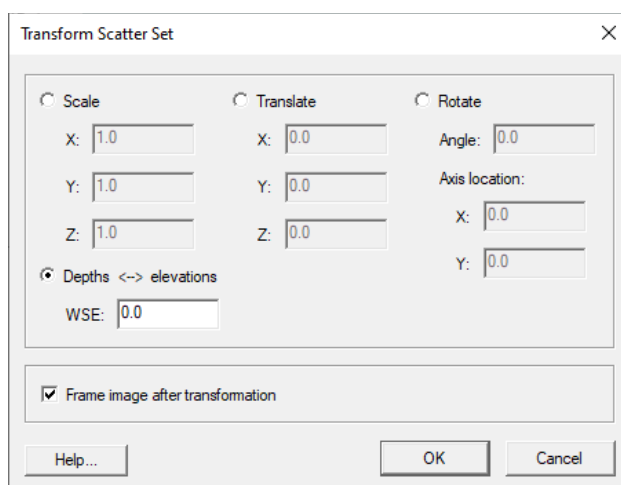 Transform Scatter Set
Scale
X: 1.0
Y: 1.0
Z: 1.0
Translate
X: 0.0
Y: 0.0
Z: 0.0
Rotate
Angle: 0.0
Axis location:
X: 0.0
Y: 0.0
Depths <--> elevations
WSE: 0.0
Frame image after transformation
Help...
OK
Cancel